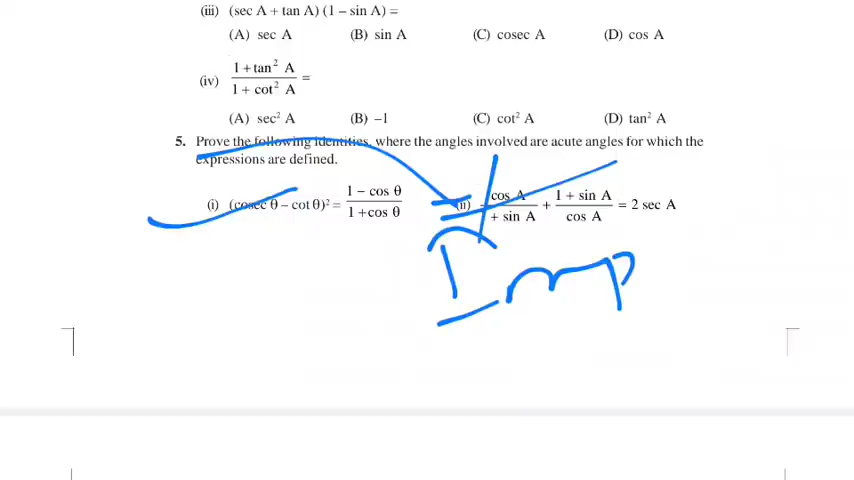 (iii) (sec A + tan A) (1 – sin A) =
(A) sec A (B) sin A (C) cosec A (D) cos A
(iv) 1 + tan² A / 1 + cot² A =
(A) sec² A (B) –1 (C) cot² A (D) tan² A
5. Prove the following identities, where the angles involved are acute angles for which the
expressions are defined.
(i) (cosec θ – cot θ)² = 1 – cos θ / 1 + cos θ (ii) cos A / + sin A + 1 + sin A / cos A = 2 sec A
Imp